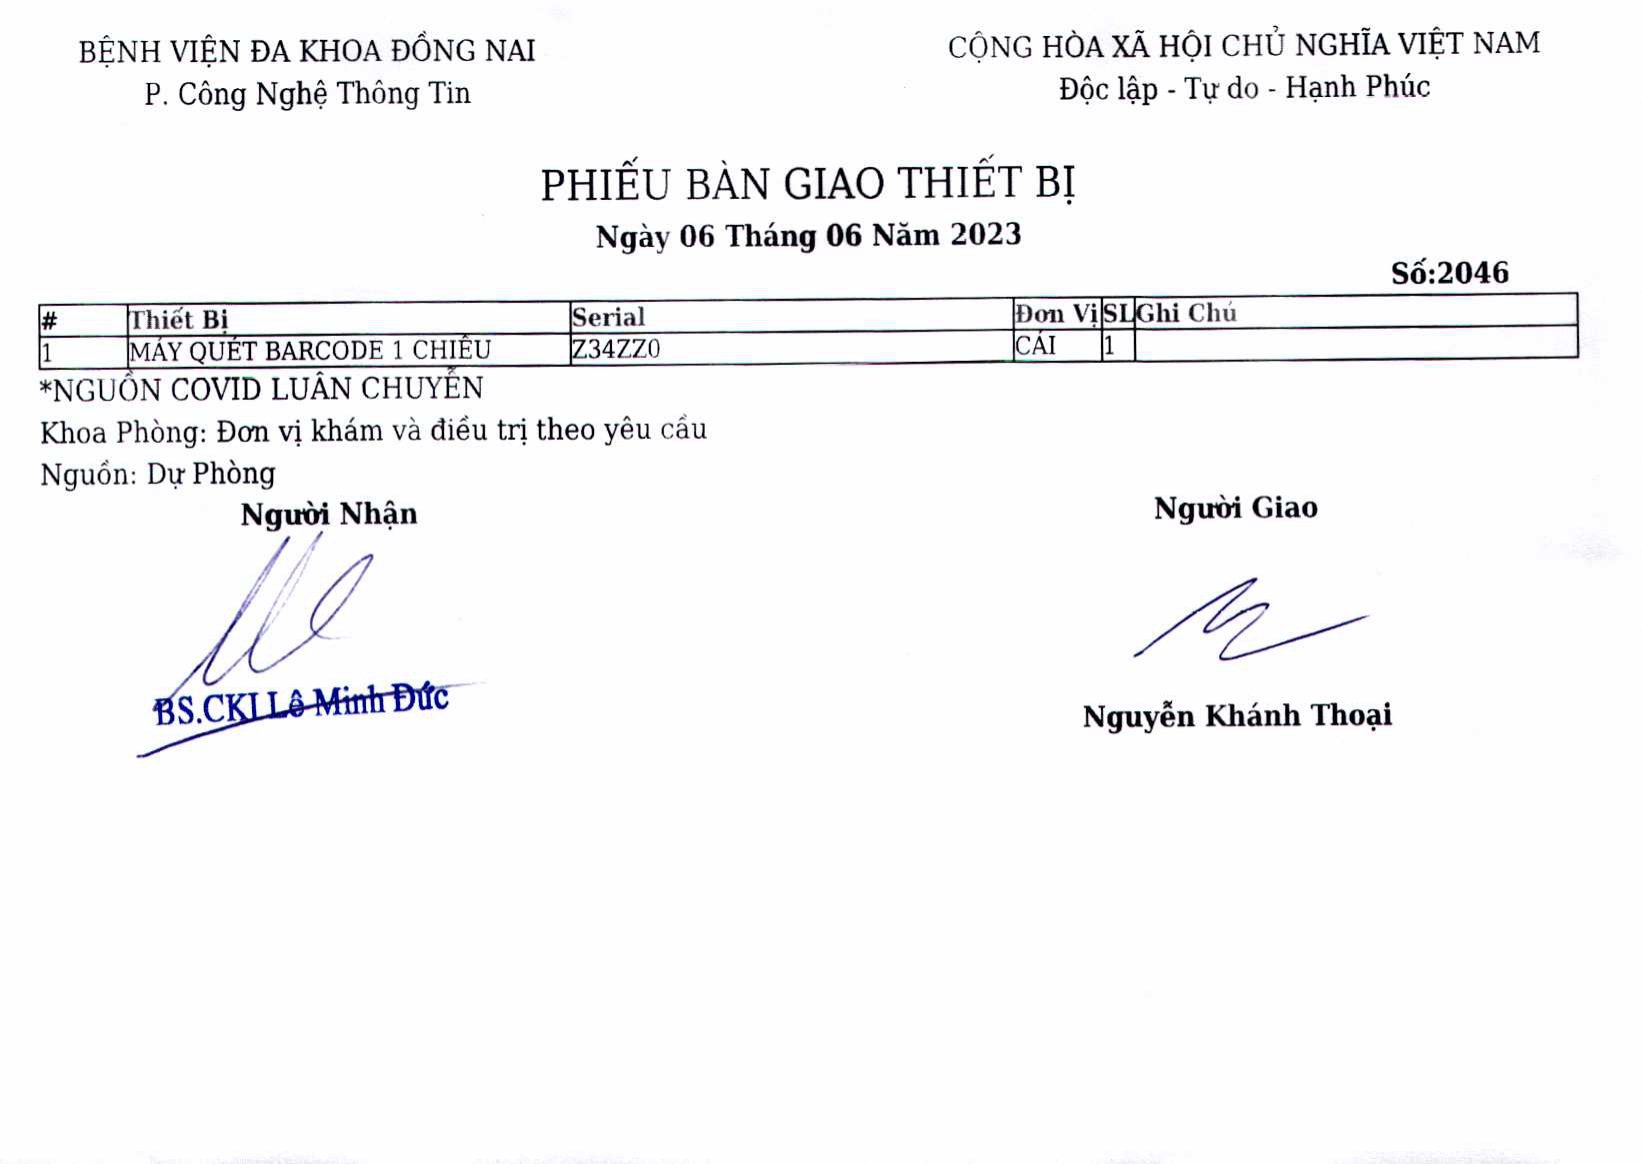 BỆNH VIỆN ĐA KHOA ĐỒNG NAI
P. Công Nghệ Thông Tin
CỘNG HÒA XÃ HỘI CHỦ NGHĨA VIỆT NAM
Độc lập - Tự do - Hạnh Phúc
PHIẾU BÀN GIAO THIẾT BỊ
Ngày 06 Tháng 06 Năm 2023
Số:2046
# Thiết Bị Serial Đơn Vị SL Ghi Chú
1 MÁY QUÉT BARCODE 1 CHIỀU Z34ZZ0 CÁI 1
*NGUỒN COVID LUÂN CHUYỂN
Khoa Phòng: Đơn vị khám và điều trị theo yêu cầu
Nguồn: Dự Phòng
Người Nhận
Người Giao
BS.CKI Lê Minh Đức
Nguyễn Khánh Thoại